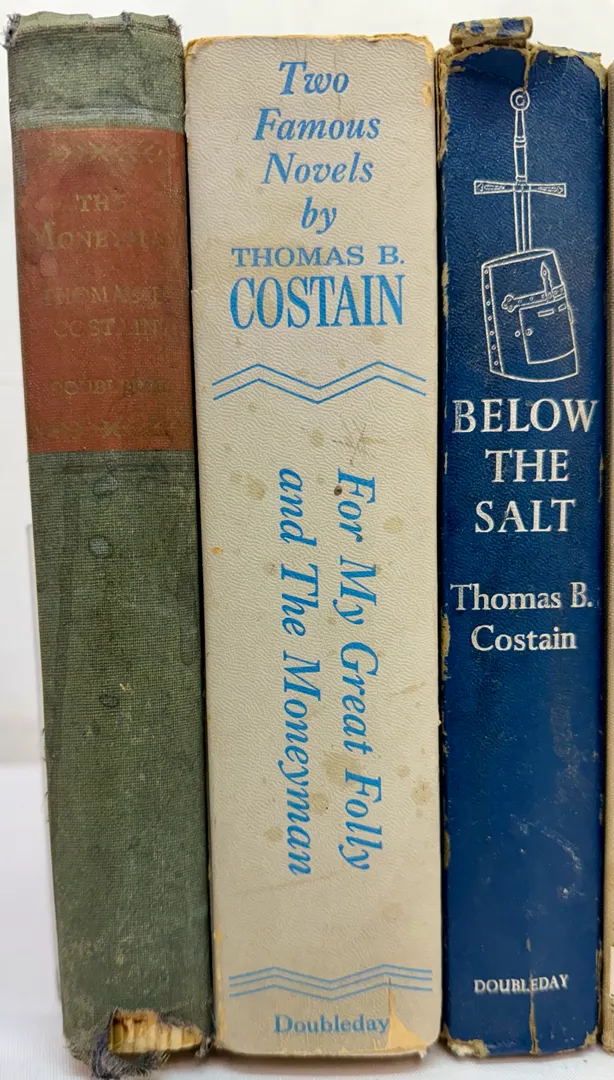 THE
MONEYMAN
THOMAS B.
COSTAIN
DOUBLEDAY
Two
Famous
Novels
by
THOMAS B.
COSTAIN
For My Great Folly
and The Moneyman
Doubleday
BELOW
THE
SALT
Thomas B.
Costain
DOUBLEDAY